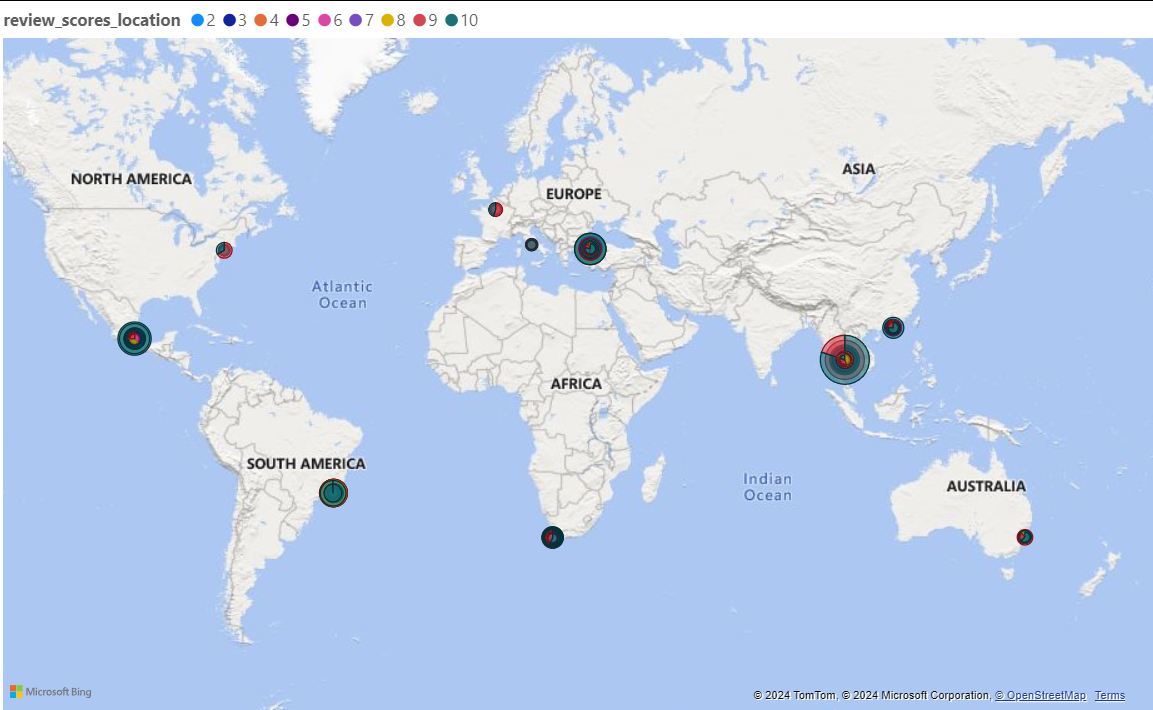 review_scores_location 2 3 4 5 6 7 8 9 10
NORTH AMERICA
EUROPE
ASIA
Atlantic
Ocean
AFRICA
SOUTH AMERICA
Indian
Ocean
AUSTRALIA
Microsoft Bing
© 2024 TomTom, © 2024 Microsoft Corporation, © OpenStreetMap Terms